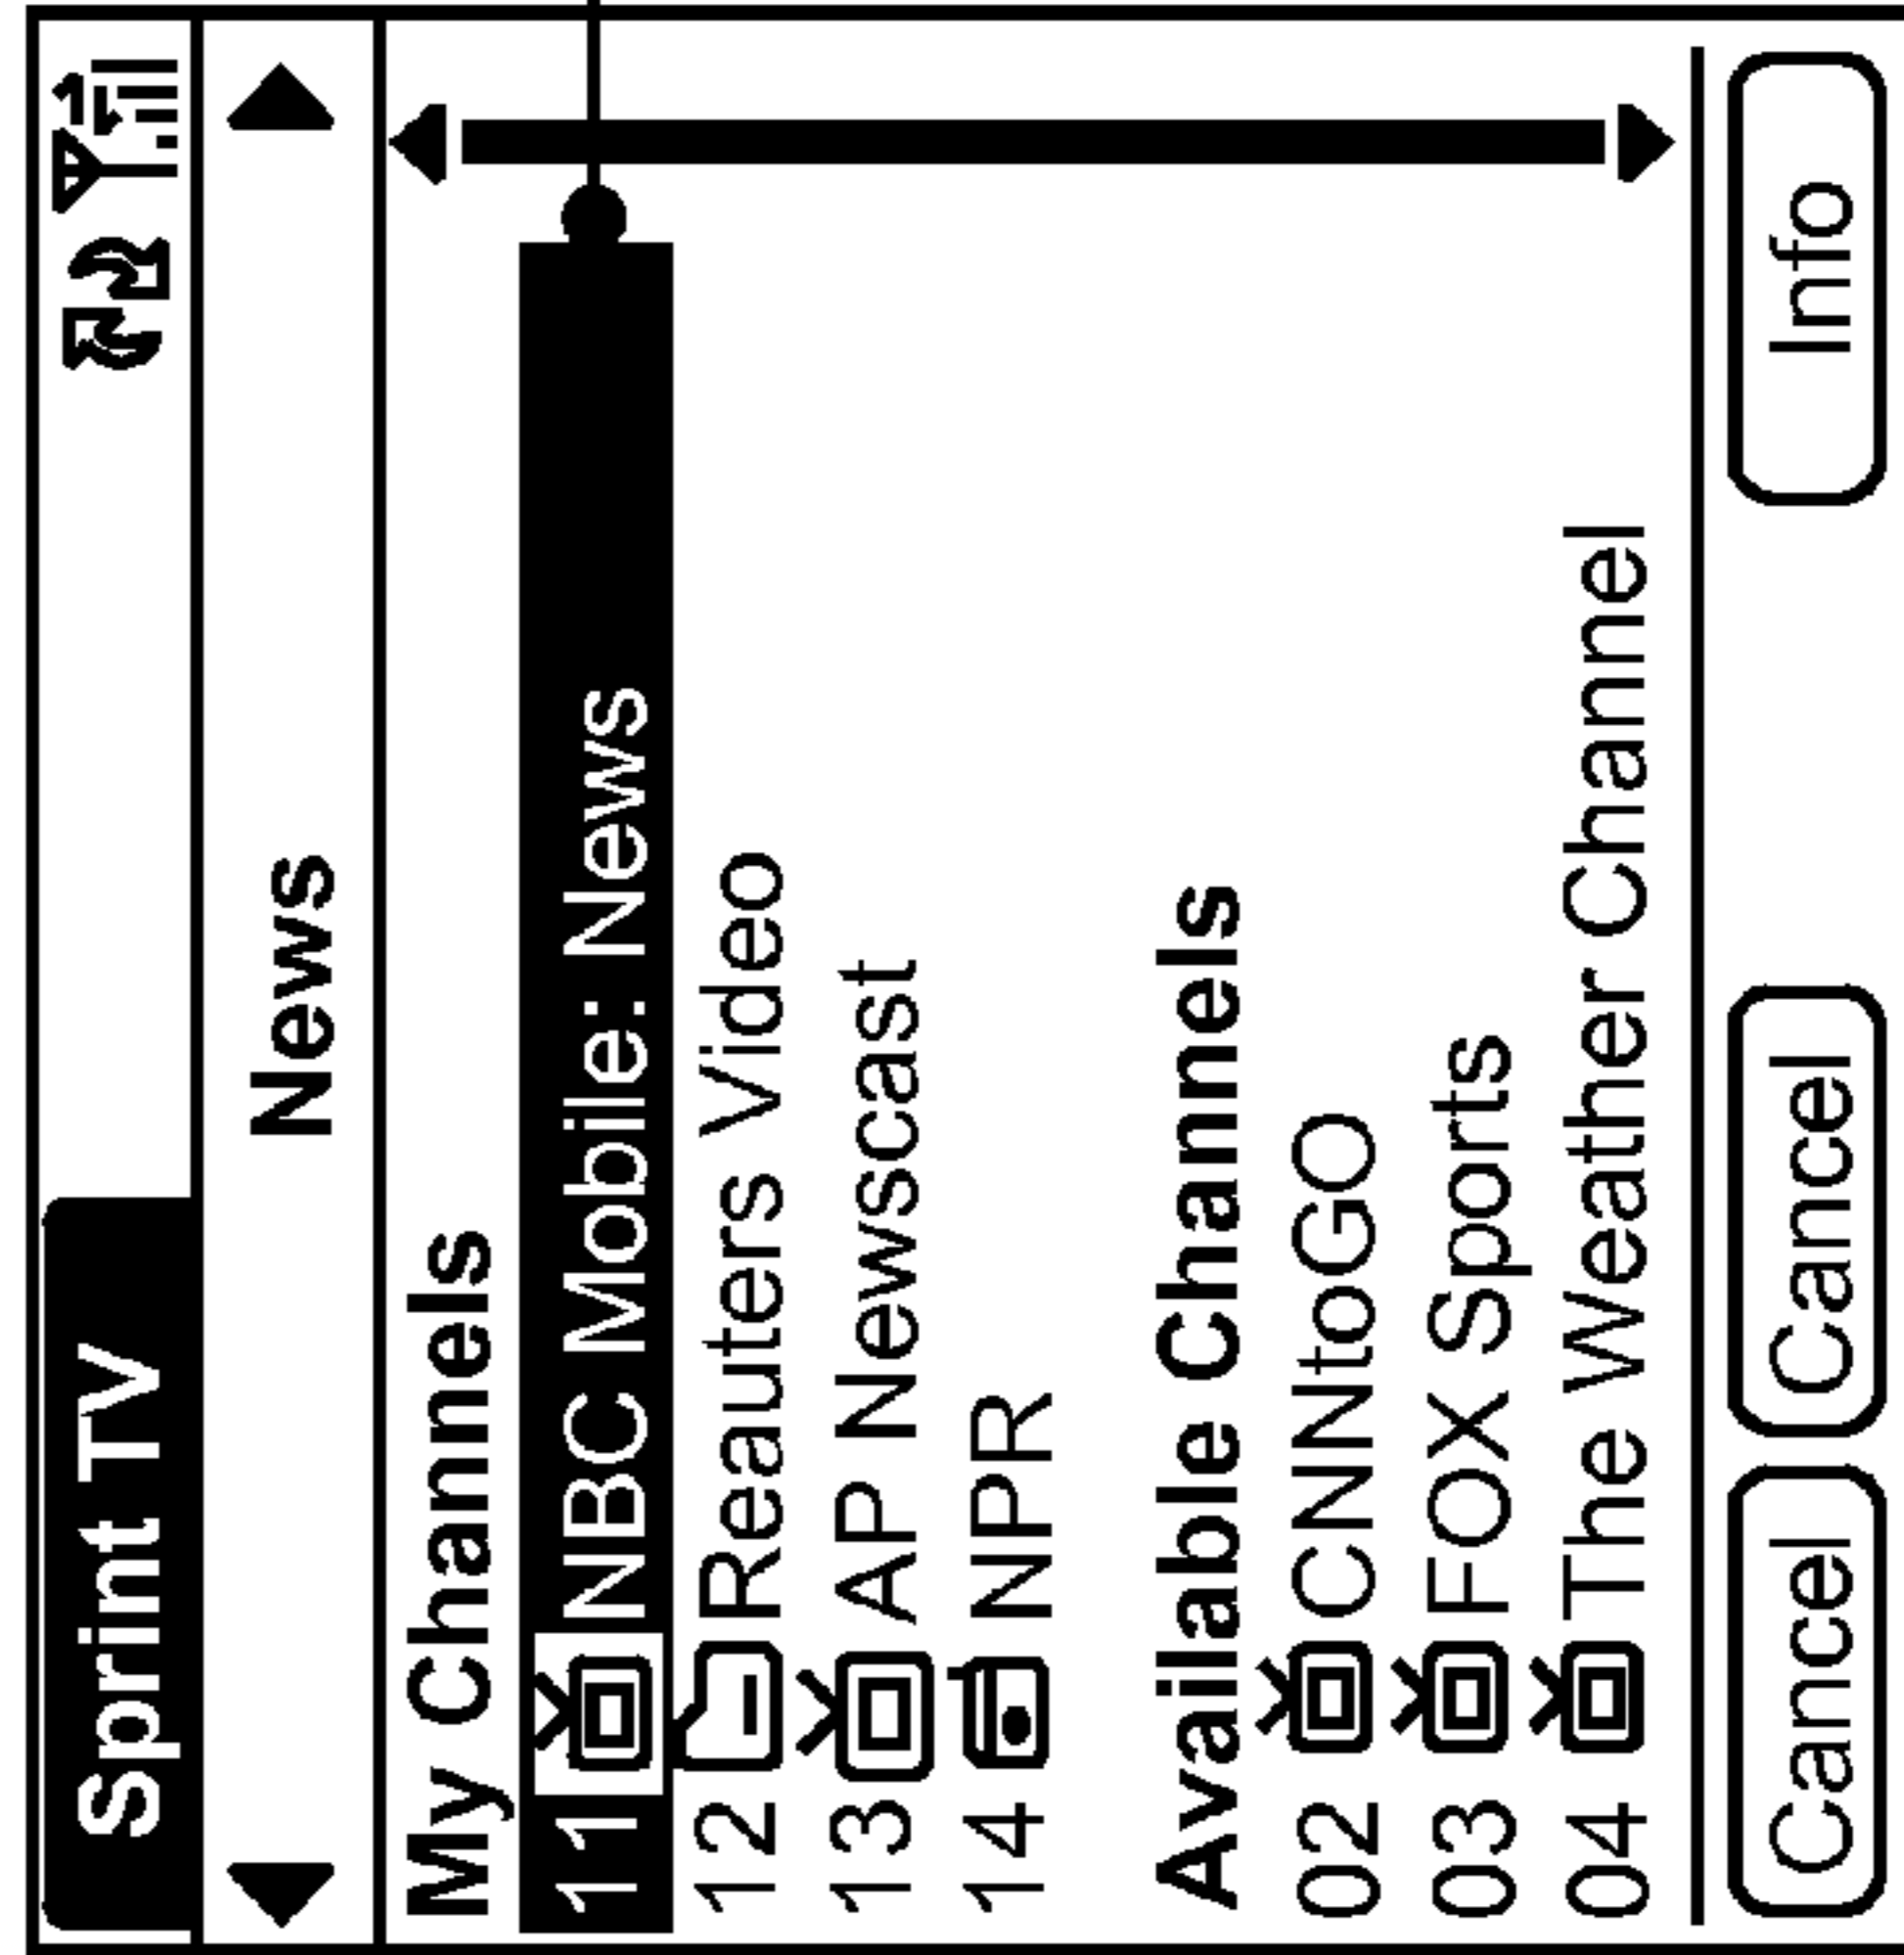 Sprint TV
News
My Channels
11 NBC Mobile: News
12 Reauters Video
13 AP Newscast
14 NPR
Available Channels
02 CNNtoGO
03 FOX Sports
04 The Weather Channel
Cancel Cancel Info